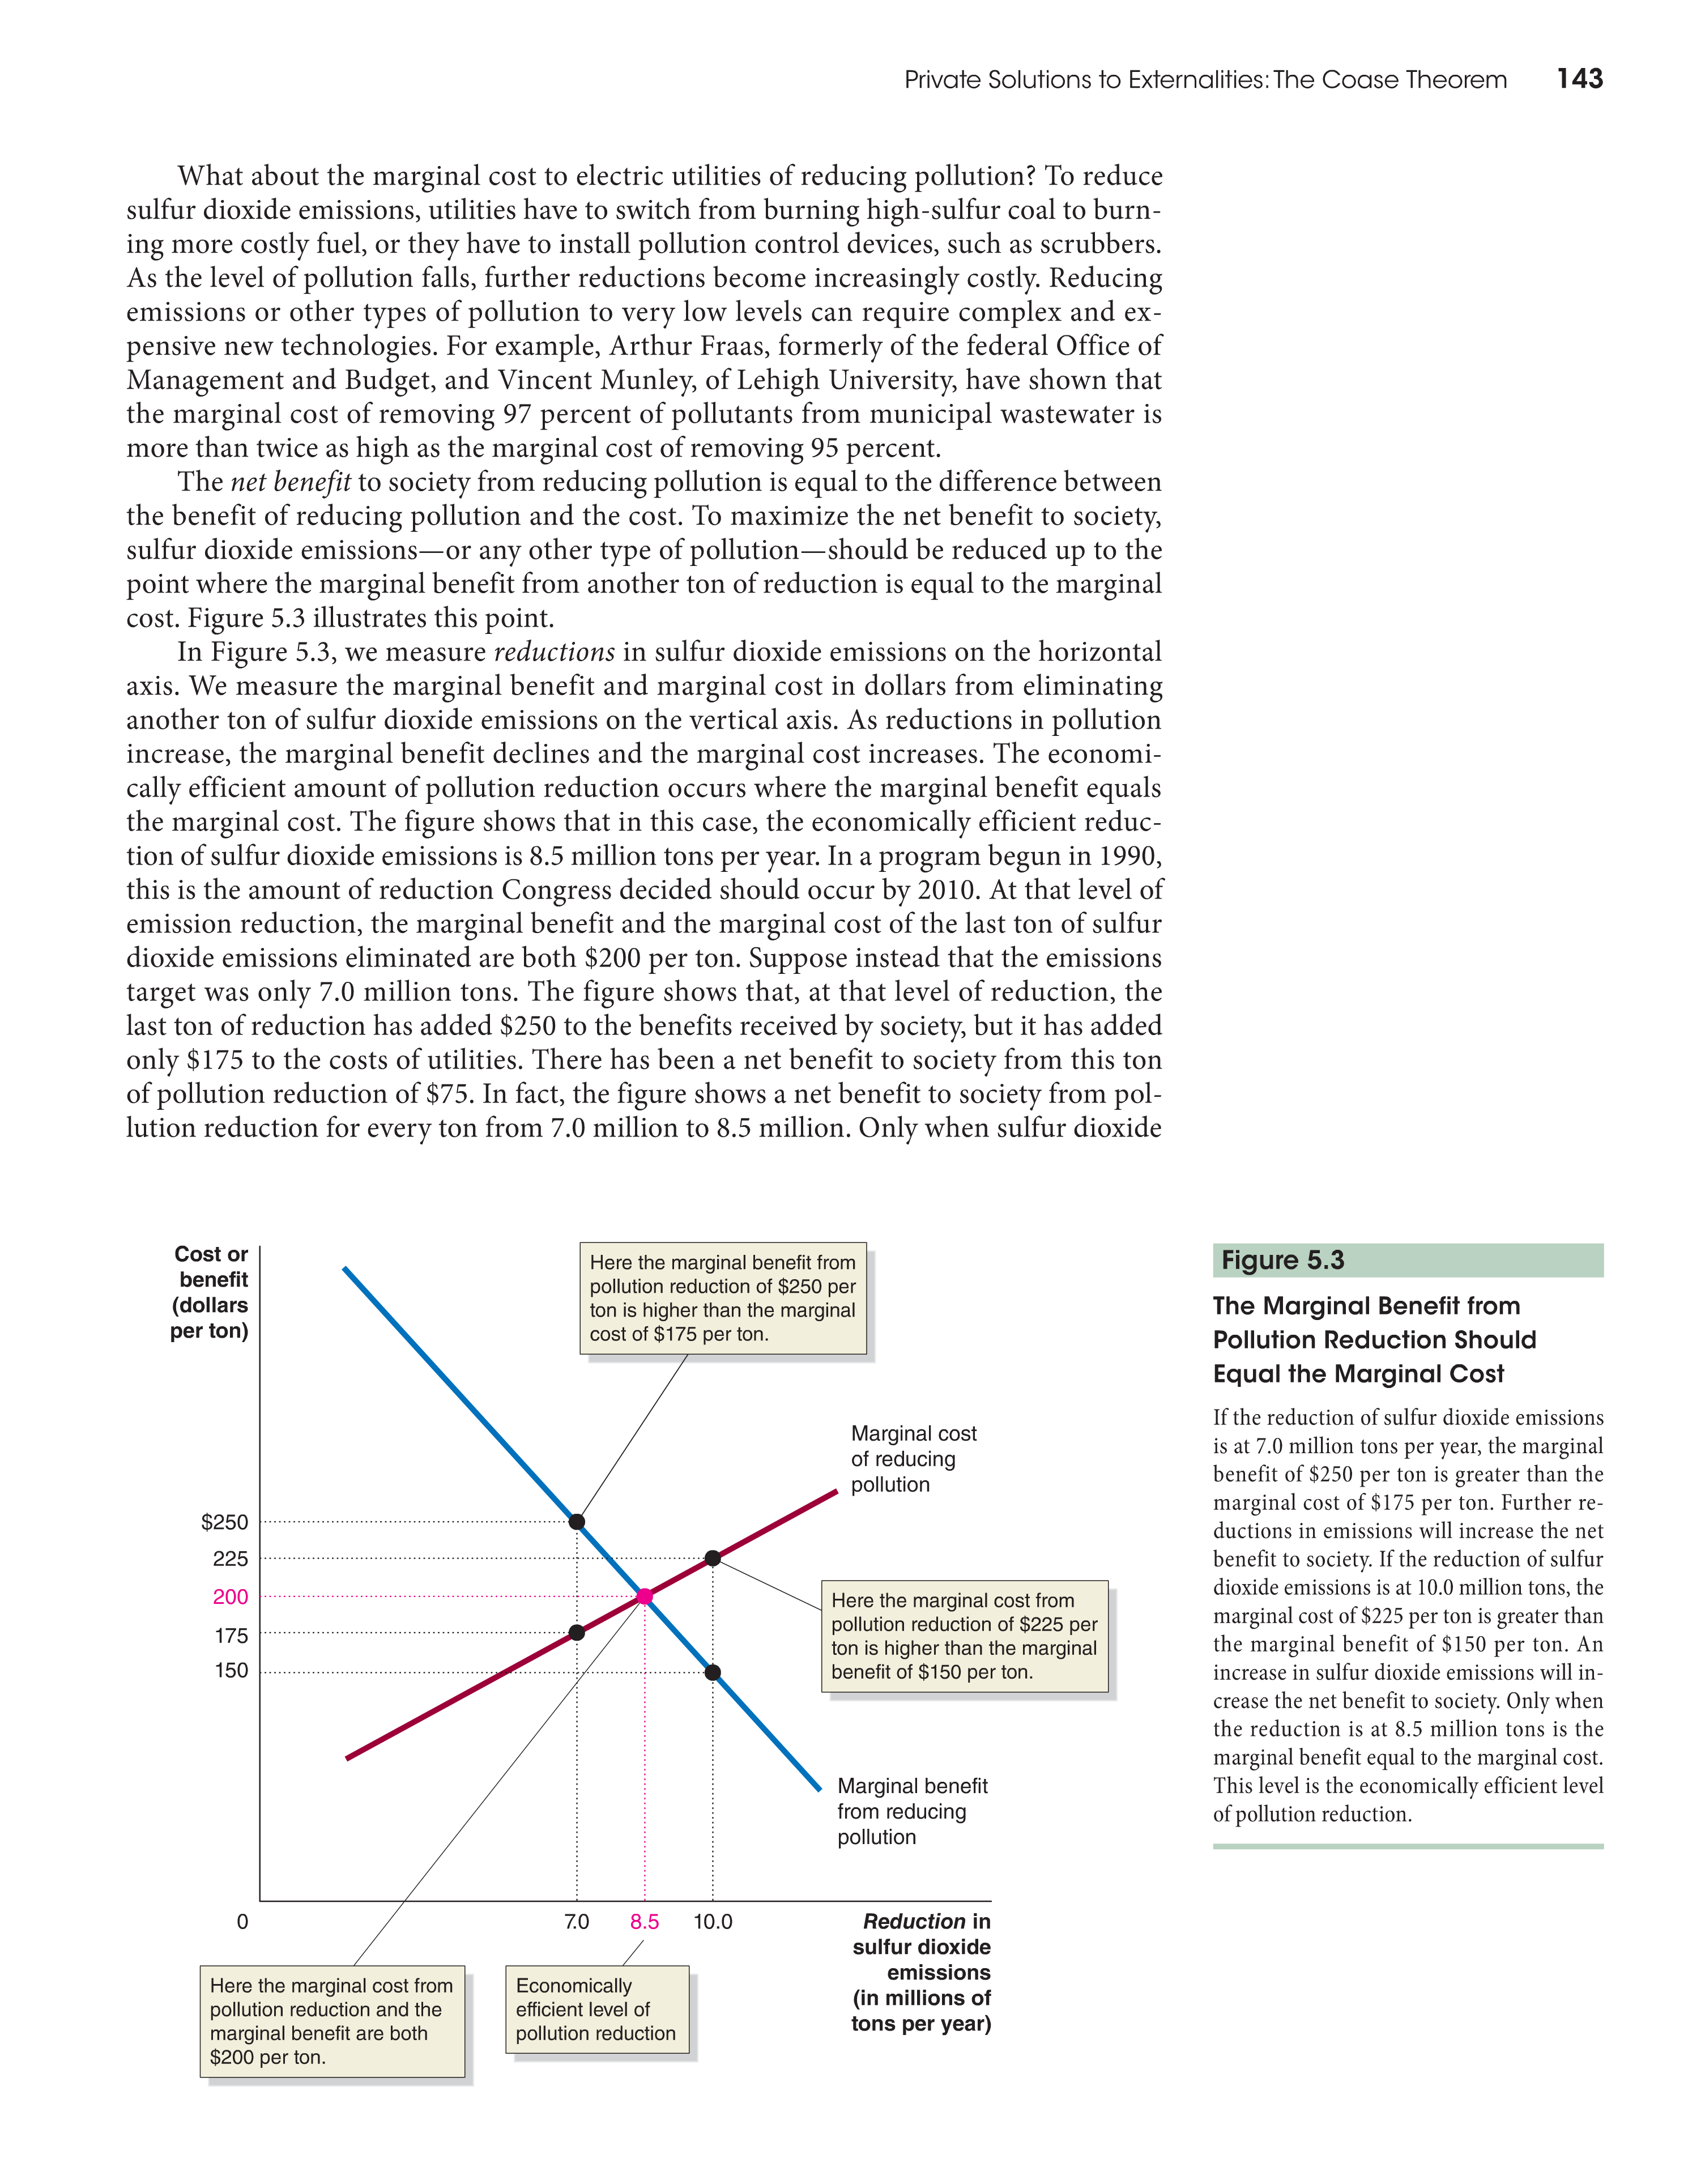 Private Solutions to Externalities: The Coase Theorem 143
What about the marginal cost to electric utilities of reducing pollution? To reduce
sulfur dioxide emissions, utilities have to switch from burning high-sulfur coal to burn-
ing more costly fuel, or they have to install pollution control devices, such as scrubbers.
As the level of pollution falls, further reductions become increasingly costly. Reducing
emissions or other types of pollution to very low levels can require complex and ex-
pensive new technologies. For example, Arthur Fraas, formerly of the federal Office of
Management and Budget, and Vincent Munley, of Lehigh University, have shown that
the marginal cost of removing 97 percent of pollutants from municipal wastewater is
more than twice as high as the marginal cost of removing 95 percent.
The net benefit to society from reducing pollution is equal to the difference between
the benefit of reducing pollution and the cost. To maximize the net benefit to society,
sulfur dioxide emissions—or any other type of pollution—should be reduced up to the
point where the marginal benefit from another ton of reduction is equal to the marginal
cost. Figure 5.3 illustrates this point.
In Figure 5.3, we measure reductions in sulfur dioxide emissions on the horizontal
axis. We measure the marginal benefit and marginal cost in dollars from eliminating
another ton of sulfur dioxide emissions on the vertical axis. As reductions in pollution
increase, the marginal benefit declines and the marginal cost increases. The economi-
cally efficient amount of pollution reduction occurs where the marginal benefit equals
the marginal cost. The figure shows that in this case, the economically efficient reduc-
tion of sulfur dioxide emissions is 8.5 million tons per year. In a program begun in 1990,
this is the amount of reduction Congress decided should occur by 2010. At that level of
emission reduction, the marginal benefit and the marginal cost of the last ton of sulfur
dioxide emissions eliminated are both $200 per ton. Suppose instead that the emissions
target was only 7.0 million tons. The figure shows that, at that level of reduction, the
last ton of reduction has added $250 to the benefits received by society, but it has added
only $175 to the costs of utilities. There has been a net benefit to society from this ton
of pollution reduction of $75. In fact, the figure shows a net benefit to society from pol-
lution reduction for every ton from 7.0 million to 8.5 million. Only when sulfur dioxide
Cost or
benefit
(dollars
per ton)
Here the marginal benefit from
pollution reduction of $250 per
ton is higher than the marginal
cost of $175 per ton.
Marginal cost
of reducing
pollution
$250
225
200
175
150
Here the marginal cost from
pollution reduction of $225 per
ton is higher than the marginal
benefit of $150 per ton.
Marginal benefit
from reducing
pollution
0 7.0 8.5 10.0
Reduction in
sulfur dioxide
emissions
(in millions of
tons per year)
Here the marginal cost from
pollution reduction and the
marginal benefit are both
$200 per ton.
Economically
efficient level of
pollution reduction
Figure 5.3
The Marginal Benefit from
Pollution Reduction Should
Equal the Marginal Cost
If the reduction of sulfur dioxide emissions
is at 7.0 million tons per year, the marginal
benefit of $250 per ton is greater than the
marginal cost of $175 per ton. Further re-
ductions in emissions will increase the net
benefit to society. If the reduction of sulfur
dioxide emissions is at 10.0 million tons, the
marginal cost of $225 per ton is greater than
the marginal benefit of $150 per ton. An
increase in sulfur dioxide emissions will in-
crease the net benefit to society. Only when
the reduction is at 8.5 million tons is the
marginal benefit equal to the marginal cost.
This level is the economically efficient level
of pollution reduction.